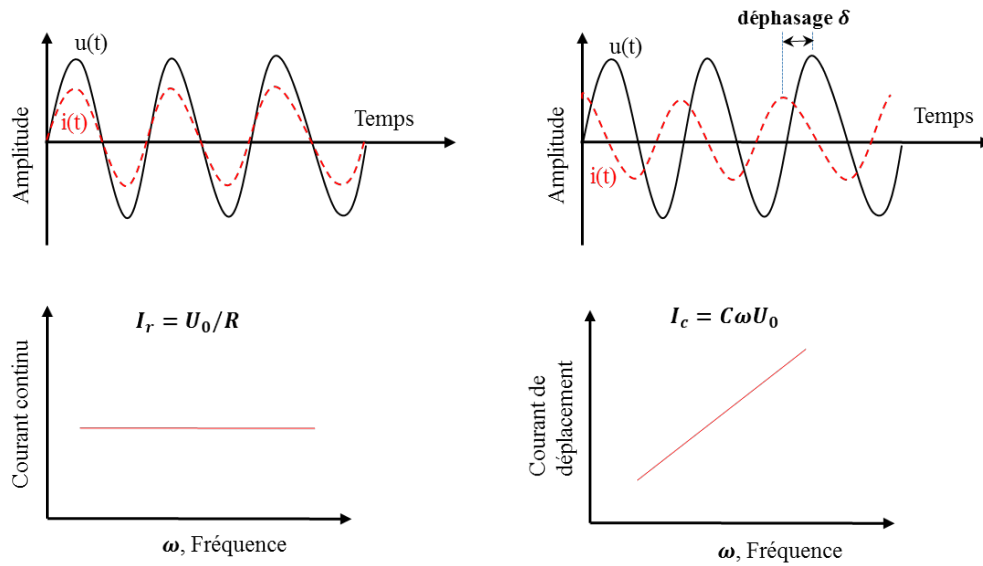 u(t)
i(t)
Temps
Amplitude
déphasage δ
u(t)
i(t)
Temps
Amplitude
I_r = U_0/R
Courant continu
ω, Fréquence
I_c = CωU_0
Courant de
déplacement
ω, Fréquence